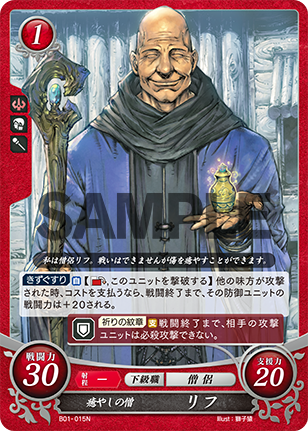 1
SAMPLE
私は僧侶リフ。戦いはできませんが傷を癒やすことができます。
きずぐすり 自【〔1〕,このユニットを撃破する】他の味方が攻撃
された時、コストを支払うなら、戦闘終了まで、その防御ユニットの
戦闘力は+20される。
祈りの紋章 支 戦闘終了まで、相手の攻撃
ユニットは必殺攻撃できない。
戦闘力
30
射程
－
下級職
僧侶
支援力
20
癒やしの僧
リフ
B01-015N
Illust:獅子猿